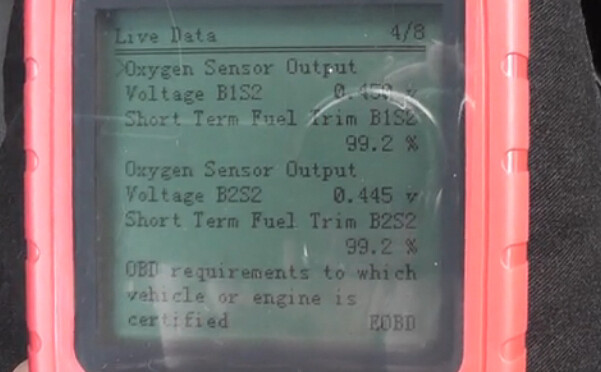 Live Data 4/8
>Oxygen Sensor Output
Voltage B1S2 0.450 v
Short Term Fuel Trim B1S2
99.2 %
Oxygen Sensor Output
Voltage B2S2 0.445 v
Short Term Fuel Trim B2S2
99.2 %
OBD requirements to which
vehicle or engine is
certified EOBD